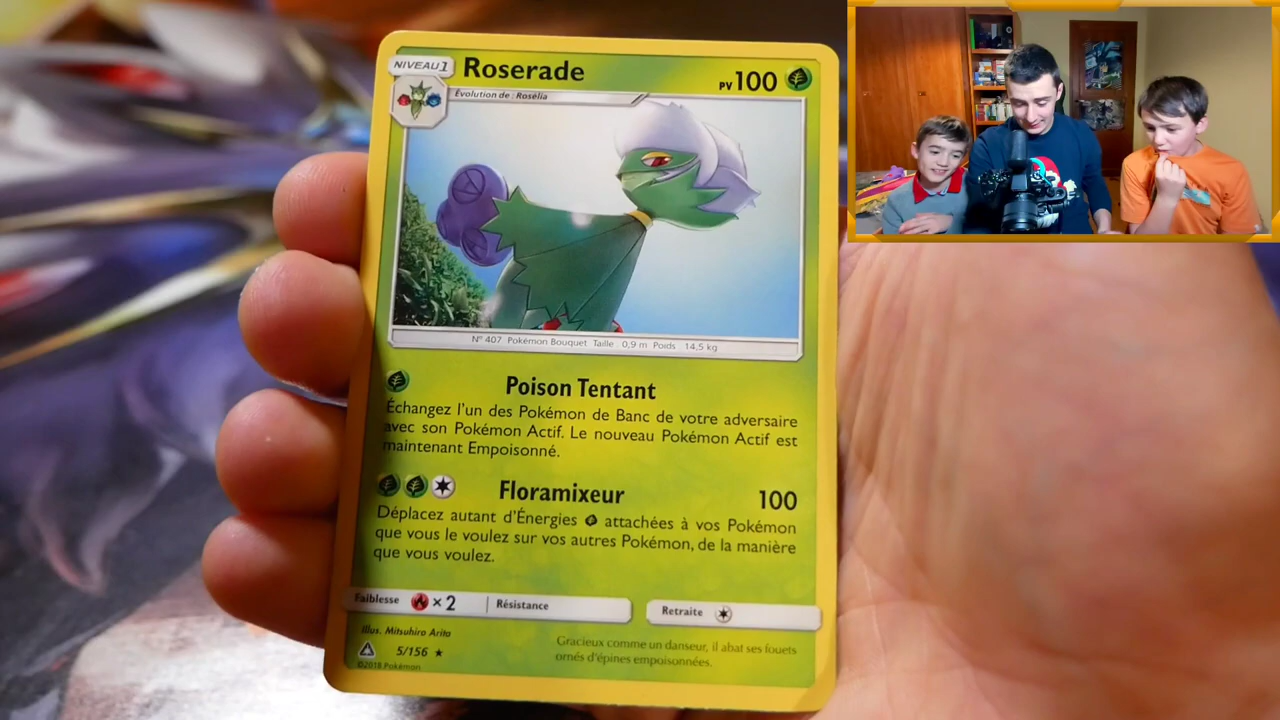 NIVEAU 1
Roserade
PV 100
Évolution de : Rosélia
N° 407 Pokémon Bouquet Taille : 0,9 m Poids : 14,5 kg
Poison Tentant
Échangez l'un des Pokémon de Banc de votre adversaire
avec son Pokémon Actif. Le nouveau Pokémon Actif est
maintenant Empoisonné.
Floramixeur 100
Déplacez autant d'Énergies attachées à vos Pokémon
que vous le voulez sur vos autres Pokémon, de la manière
que vous voulez.
Faiblesse ×2 Résistance Retraite
Illus. Mitsuhiro Arita
5/156 ★
©2018 Pokémon
Gracieux comme un danseur, il abat ses fouets
ornés d'épines empoisonnées.